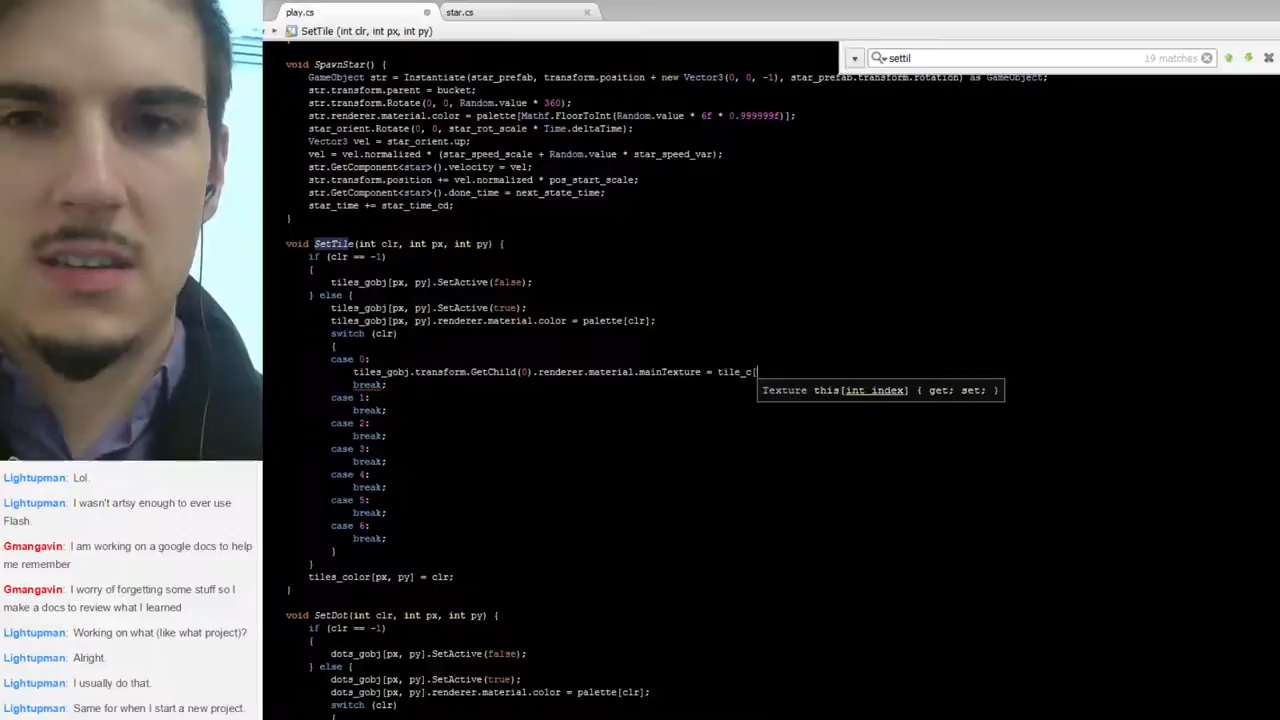 play.cs
star.cs
SetTile (int clr, int px, int py)
settil
19 matches
void SpawnStar() {
GameObject str = Instantiate(star_prefab, transform.position + new Vector3(0, 0, -1), star_prefab.transform.rotation) as GameObject;
str.transform.parent = bucket;
str.transform.Rotate(0, 0, Random.value * 360);
str.renderer.material.color = palette[Mathf.FloorToInt(Random.value * 6f * 0.999999f)];
star_orient.Rotate(0, 0, star_rot_scale * Time.deltaTime);
Vector3 vel = star_orient.up;
vel = vel.normalized * (star_speed_scale + Random.value * star_speed_var);
str.GetComponent<star>().velocity = vel;
str.transform.position += vel.normalized * pos_start_scale;
str.GetComponent<star>().done_time = next_state_time;
star_time += star_time_cd;
}
void SetTile(int clr, int px, int py) {
if (clr == -1)
{
tiles_gobj[px, py].SetActive(false);
} else {
tiles_gobj[px, py].SetActive(true);
tiles_gobj[px, py].renderer.material.color = palette[clr];
switch (clr)
{
case 0:
tiles_gobj.transform.GetChild(0).renderer.material.mainTexture = tile_c[
Texture this[int index] { get; set; }
break;
case 1:
break;
case 2:
break;
case 3:
break;
case 4:
break;
case 5:
break;
case 6:
break;
}
}
tiles_color[px, py] = clr;
}
void SetDot(int clr, int px, int py) {
if (clr == -1)
{
dots_gobj[px, py].SetActive(false);
} else {
dots_gobj[px, py].SetActive(true);
dots_gobj[px, py].renderer.material.color = palette[clr];
switch (clr)
{
Lightupman: Lol.
Lightupman: I wasn't artsy enough to ever use
Flash.
Gmangavin: I am working on a google docs to help
me remember
Gmangavin: I worry of forgetting some stuff so I
make a docs to review what I learned
Lightupman: Working on what (like what project)?
Lightupman: Alright.
Lightupman: I usually do that.
Lightupman: Same for when I start a new project.